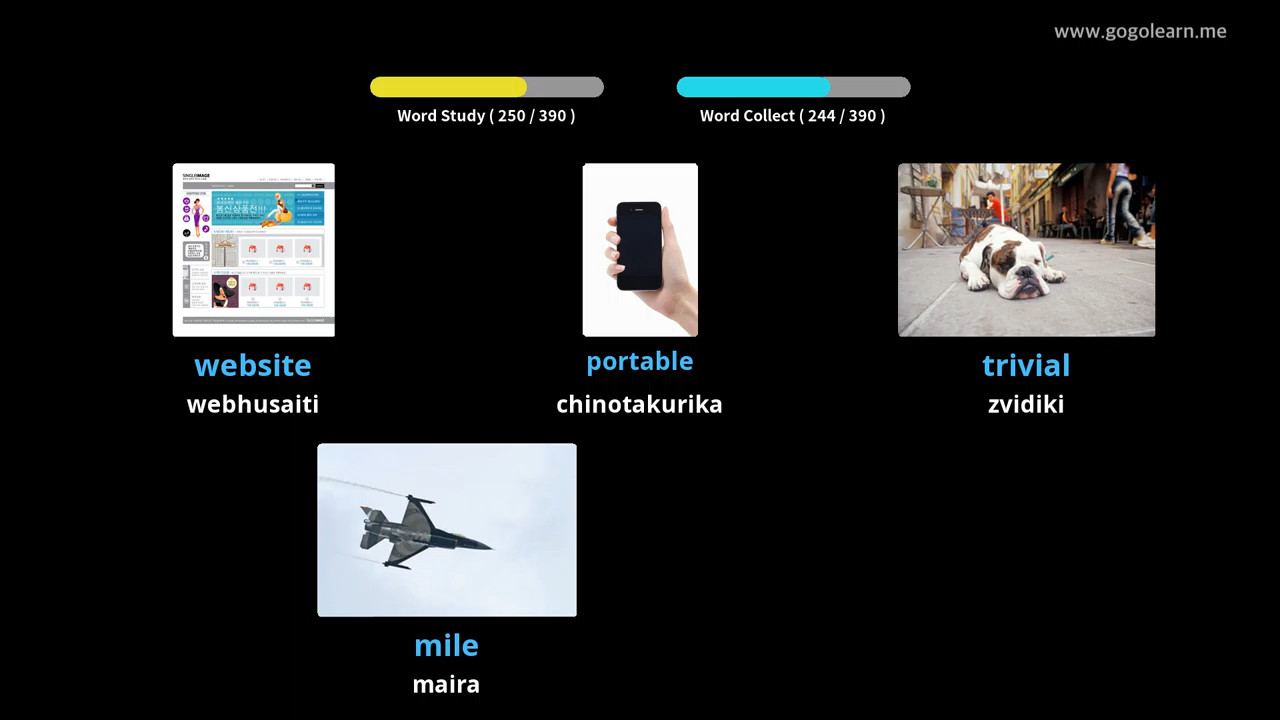 www.gogolearn.me
Word Study ( 250 / 390 )
Word Collect ( 244 / 390 )
website
webhusaiti
portable
chinotakurika
trivial
zvidiki
mile
maira